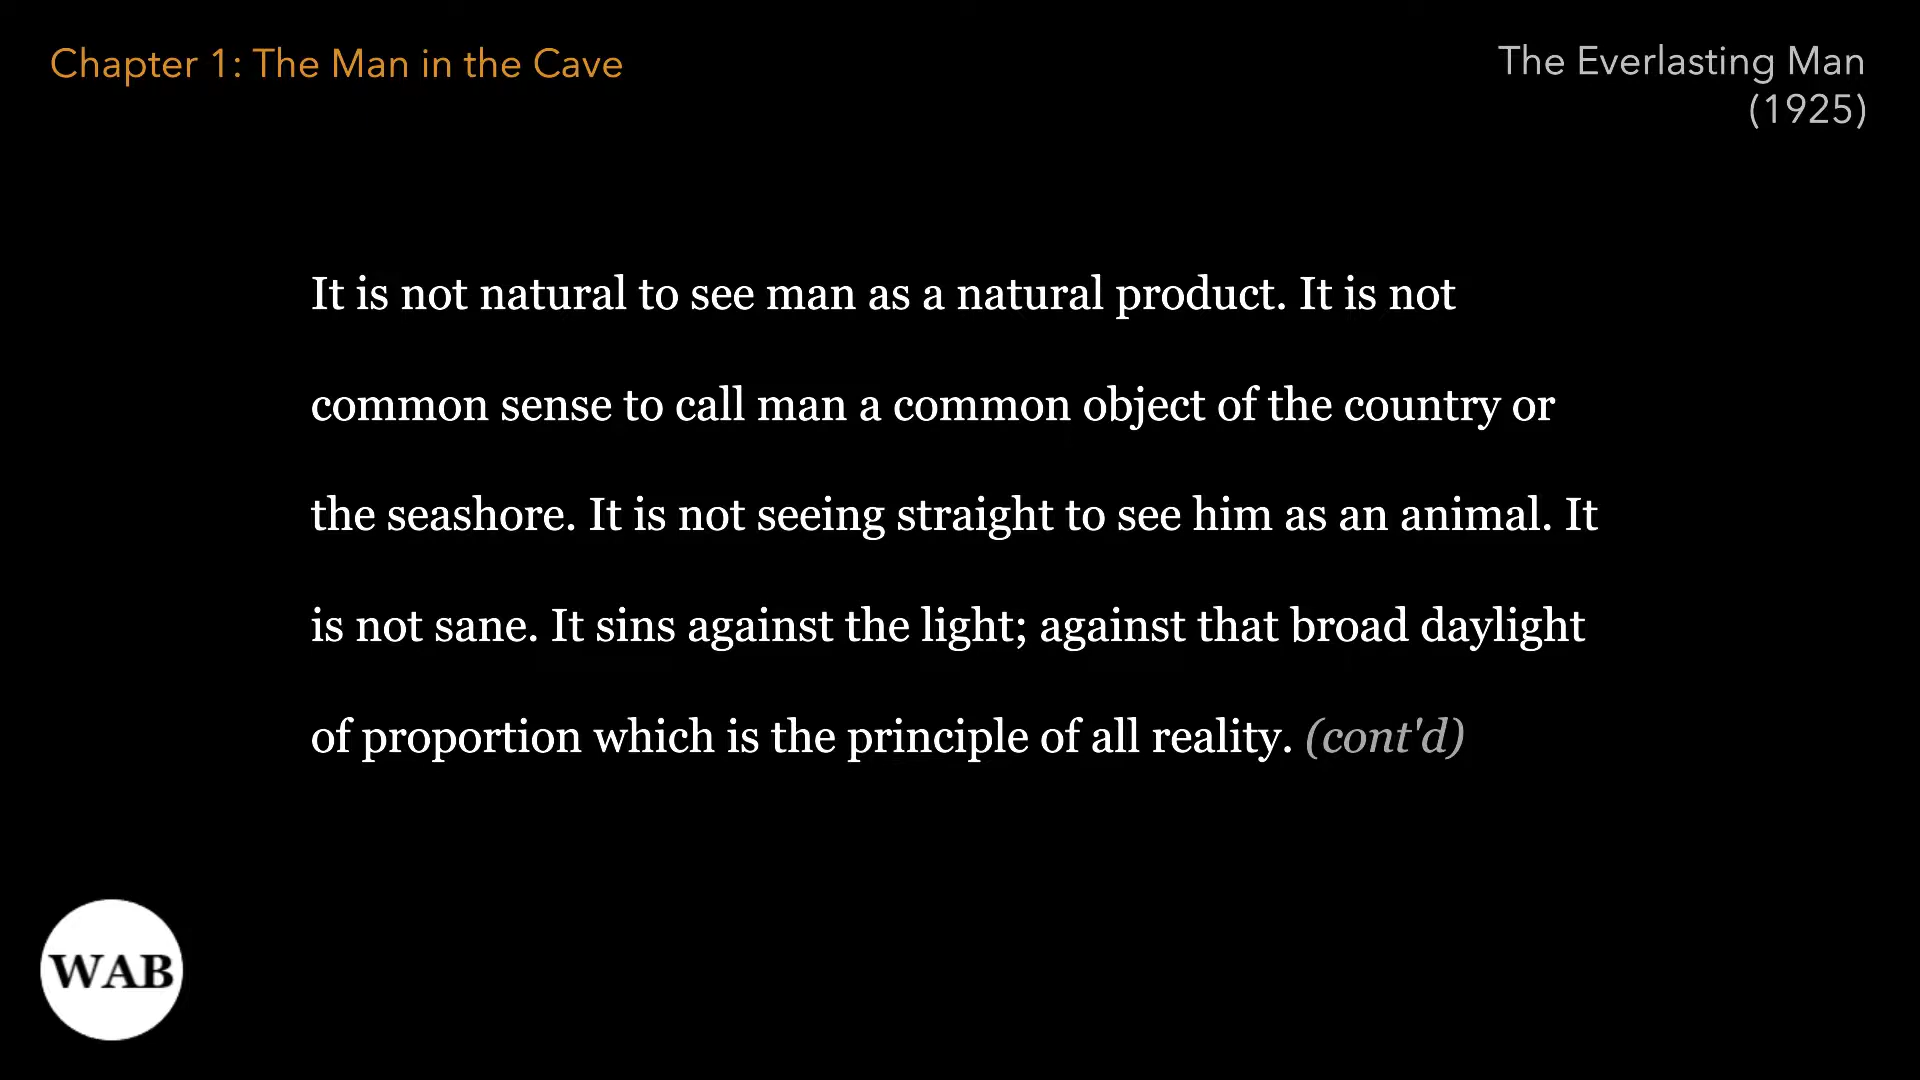 Chapter 1: The Man in the Cave
The Everlasting Man
(1925)
It is not natural to see man as a natural product. It is not
common sense to call man a common object of the country or
the seashore. It is not seeing straight to see him as an animal. It
is not sane. It sins against the light; against that broad daylight
of proportion which is the principle of all reality. (cont'd)
WAB